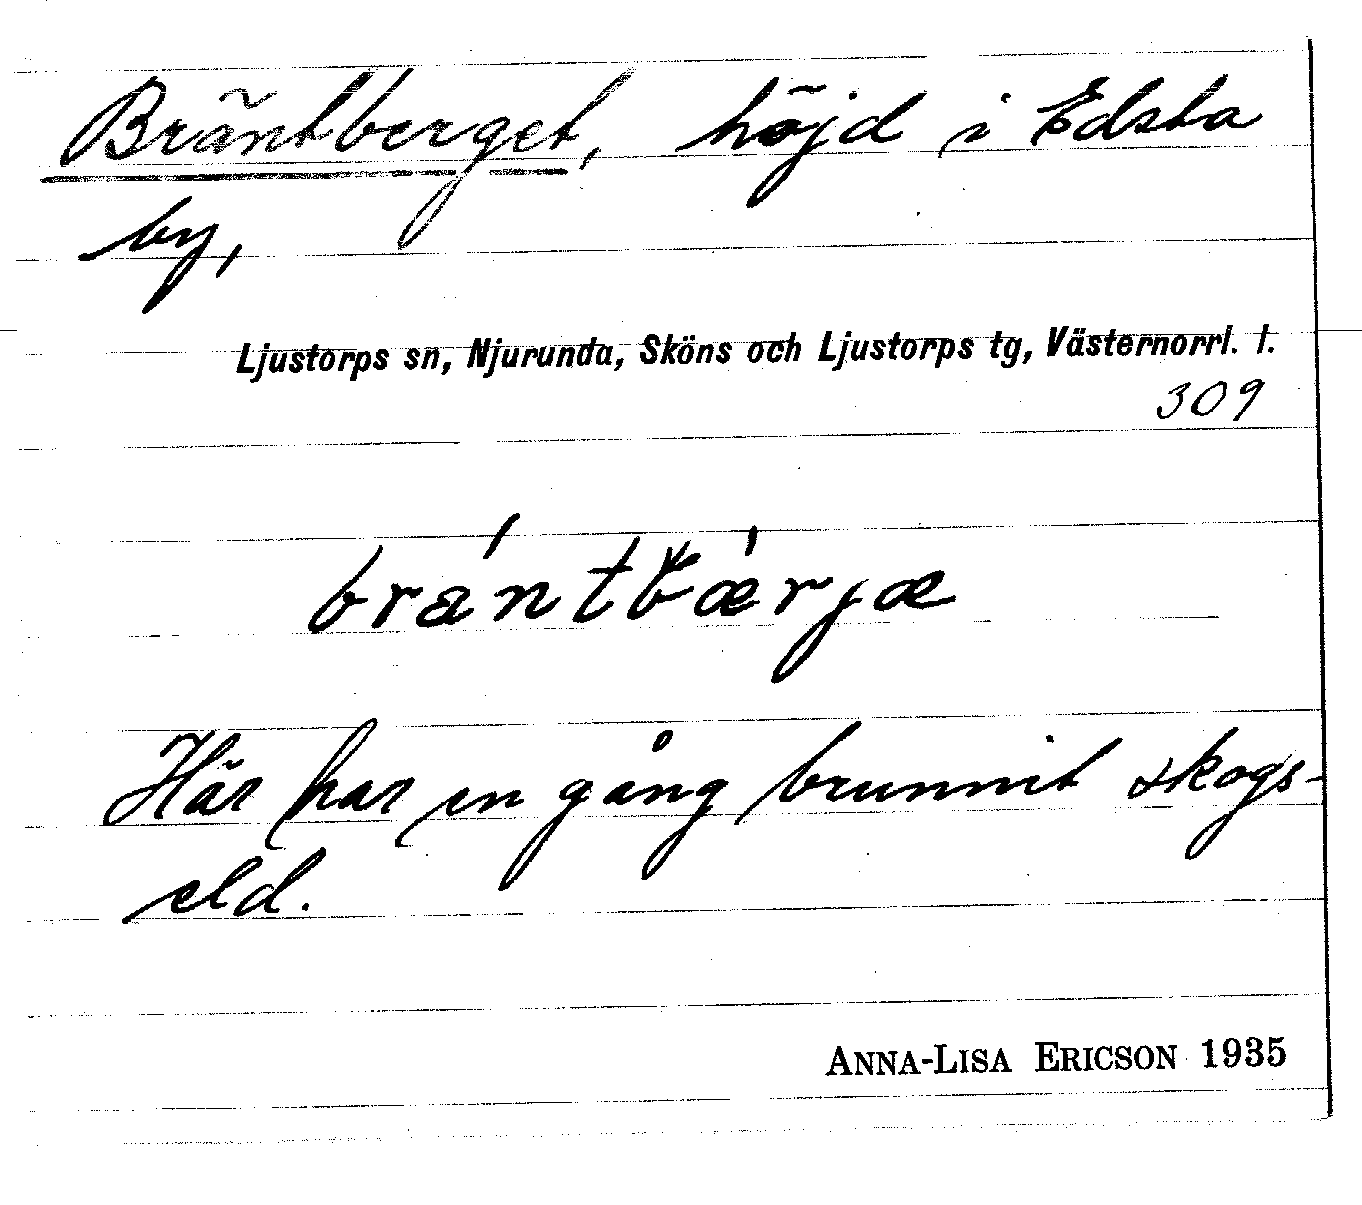 Bräntberget, höjd i Edsta
by,
Ljustorps sn, Njurunda, Sköns och Ljustorps tg, Västernorrl. l.
309
brántbærjæ
Här har en gång brunnit skogs-
eld.
ANNA-LISA ERICSON 1935